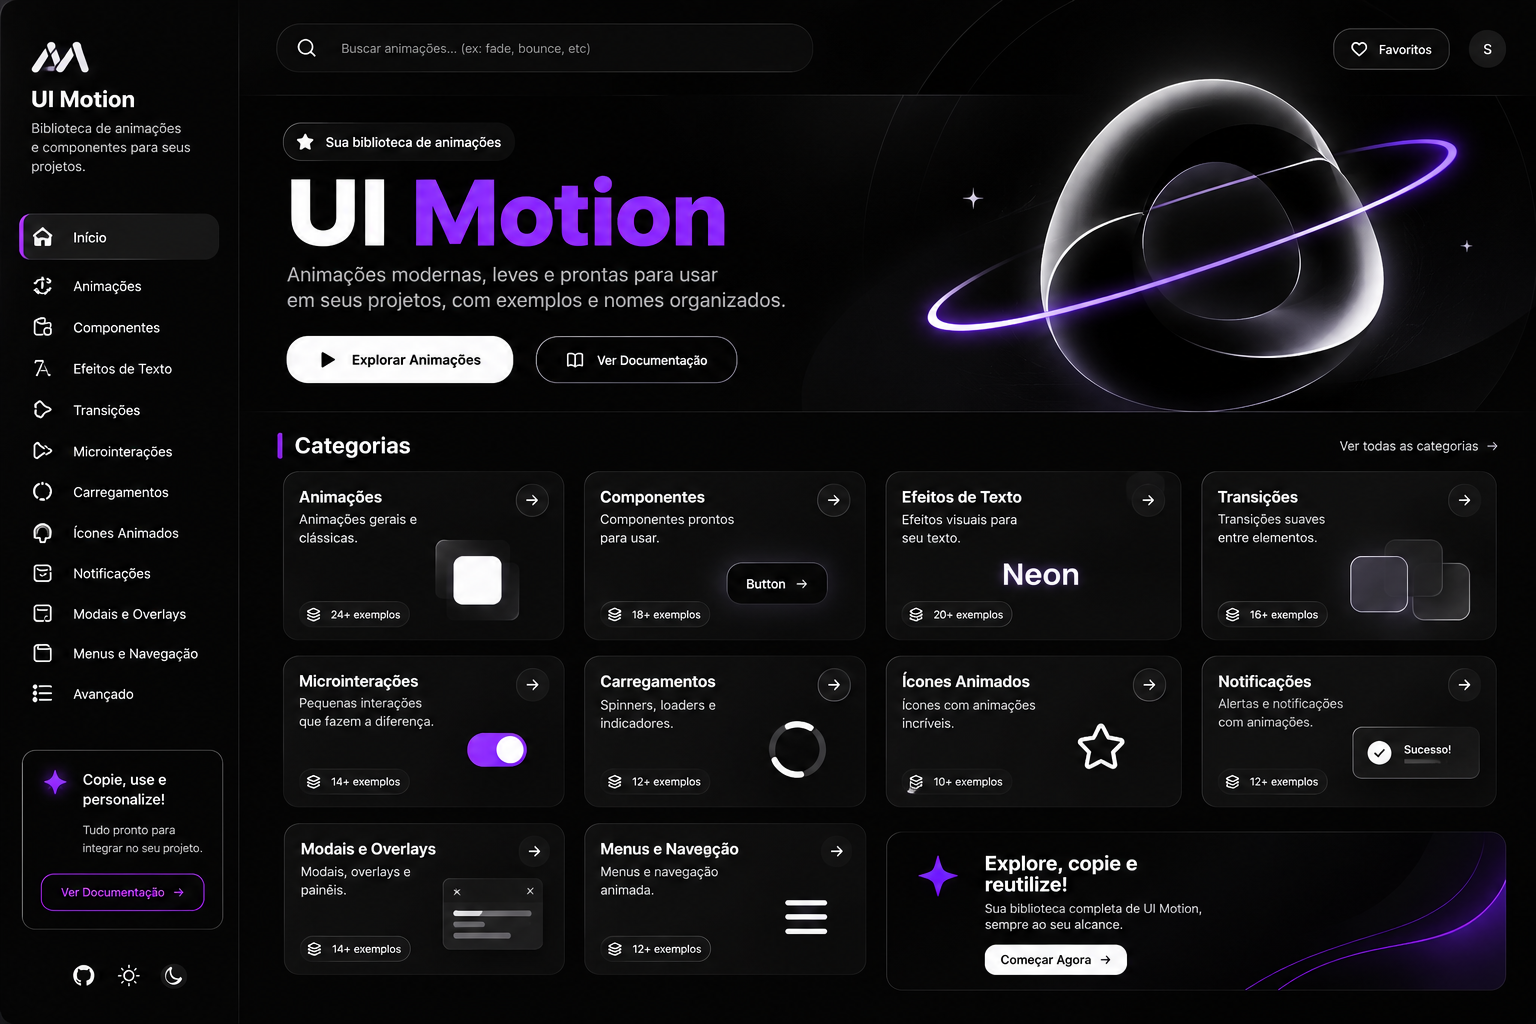 UI Motion
Biblioteca de animações
e componentes para seus
projetos.
Início
Animações
Componentes
Efeitos de Texto
Transições
Microinterações
Carregamentos
Ícones Animados
Notificações
Modais e Overlays
Menus e Navegação
Avançado
Copie, use e
personalize!
Tudo pronto para
integrar no seu projeto.
Ver Documentação
Buscar animações... (ex: fade, bounce, etc)
Favoritos
S
Sua biblioteca de animações
UI Motion
Animações modernas, leves e prontas para usar
em seus projetos, com exemplos e nomes organizados.
Explorar Animações
Ver Documentação
Categorias
Ver todas as categorias
Animações
Animações gerais e
clássicas.
24+ exemplos
Componentes
Componentes prontos
para usar.
Button
18+ exemplos
Efeitos de Texto
Efeitos visuais para
seu texto.
Neon
20+ exemplos
Transições
Transições suaves
entre elementos.
16+ exemplos
Microinterações
Pequenas interações
que fazem a diferença.
14+ exemplos
Carregamentos
Spinners, loaders e
indicadores.
12+ exemplos
Ícones Animados
Ícones com animações
incríveis.
10+ exemplos
Notificações
Alertas e notificações
com animações.
Sucesso!
12+ exemplos
Modais e Overlays
Modais, overlays e
painéis.
14+ exemplos
Menus e Navegção
Menus e navegação
animada.
12+ exemplos
Explore, copie e
reutilize!
Sua biblioteca completa de UI Motion,
sempre ao seu alcance.
Começar Agora